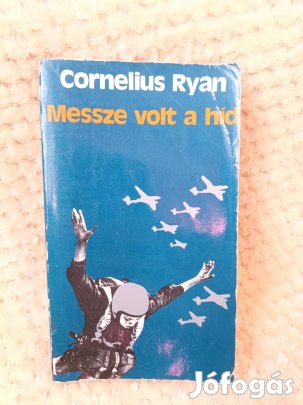 Cornelius Ryan
Messze volt a híd
Jófogás